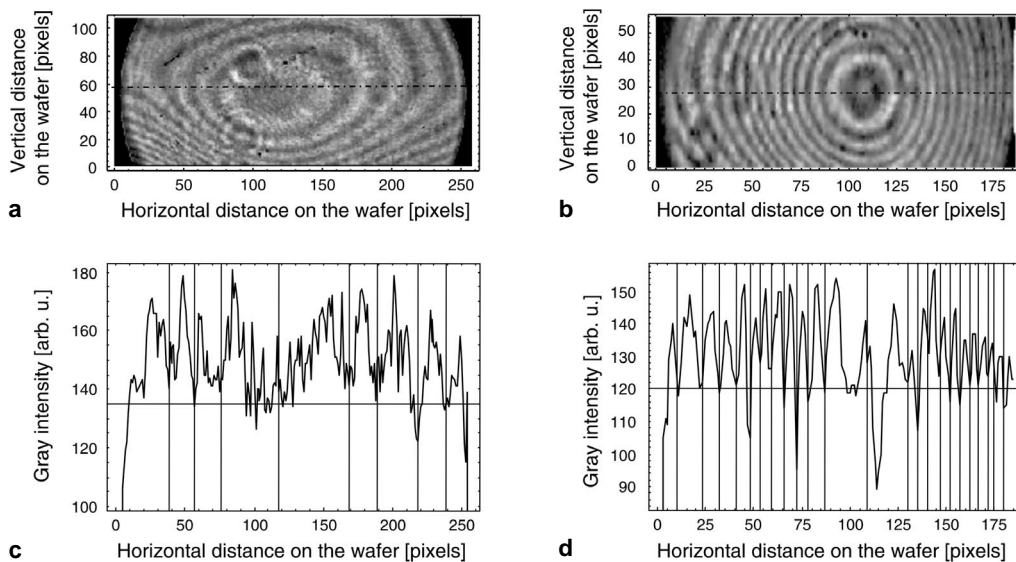 Vertical distance
on the wafer [pixels]
100
80
60
40
20
0
0 50 100 150 200 250
a Horizontal distance on the wafer [pixels]
Vertical distance
on the wafer [pixels]
50
40
30
20
10
0
0 25 50 75 100 125 150 175
b Horizontal distance on the wafer [pixels]
Gray intensity [arb. u.]
180
160
140
120
100
0 50 100 150 200 250
c Horizontal distance on the wafer [pixels]
Gray intensity [arb. u.]
150
140
130
120
110
100
90
0 25 50 75 100 125 150 175
d Horizontal distance on the wafer [pixels]